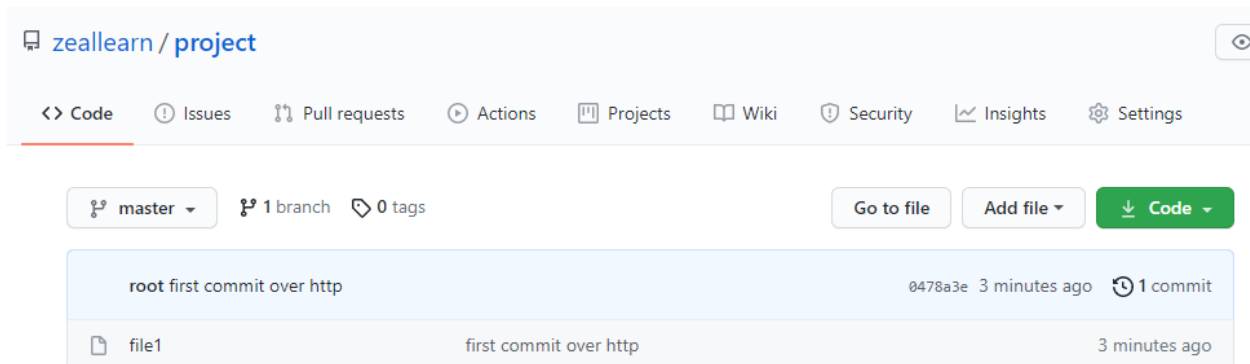 zeallearn / project
<> Code Issues Pull requests Actions Projects Wiki Security Insights Settings
master 1 branch 0 tags Go to file Add file Code
root first commit over http 0478a3e 3 minutes ago 1 commit
file1 first commit over http 3 minutes ago